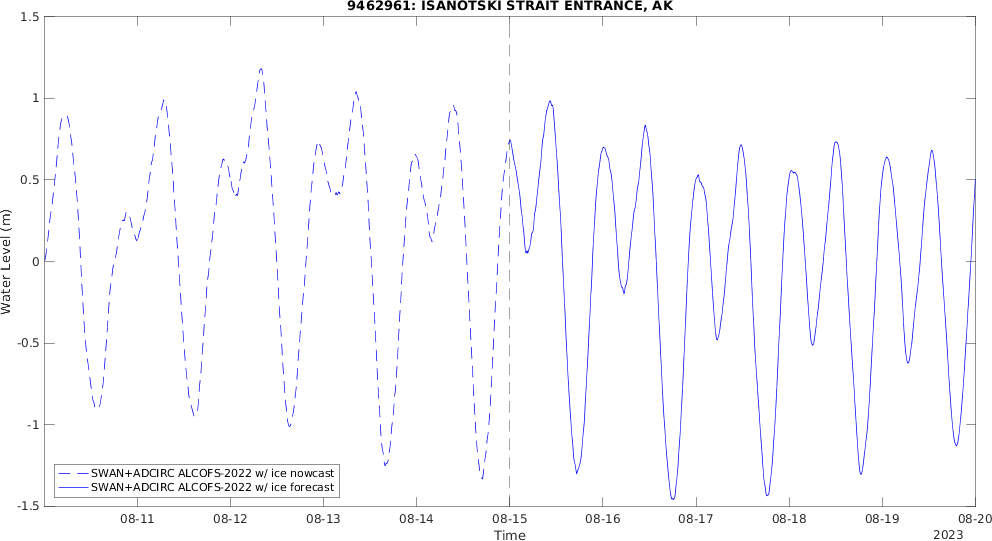 9462961: ISANOTSKI STRAIT ENTRANCE, AK
1.5
1
0.5
0
-0.5
-1
-1.5
Water Level (m)
SWAN+ADCIRC ALCOFS-2022 w/ ice nowcast
SWAN+ADCIRC ALCOFS-2022 w/ ice forecast
08-11 08-12 08-13 08-14 08-15 08-16 08-17 08-18 08-19 08-20
Time
2023